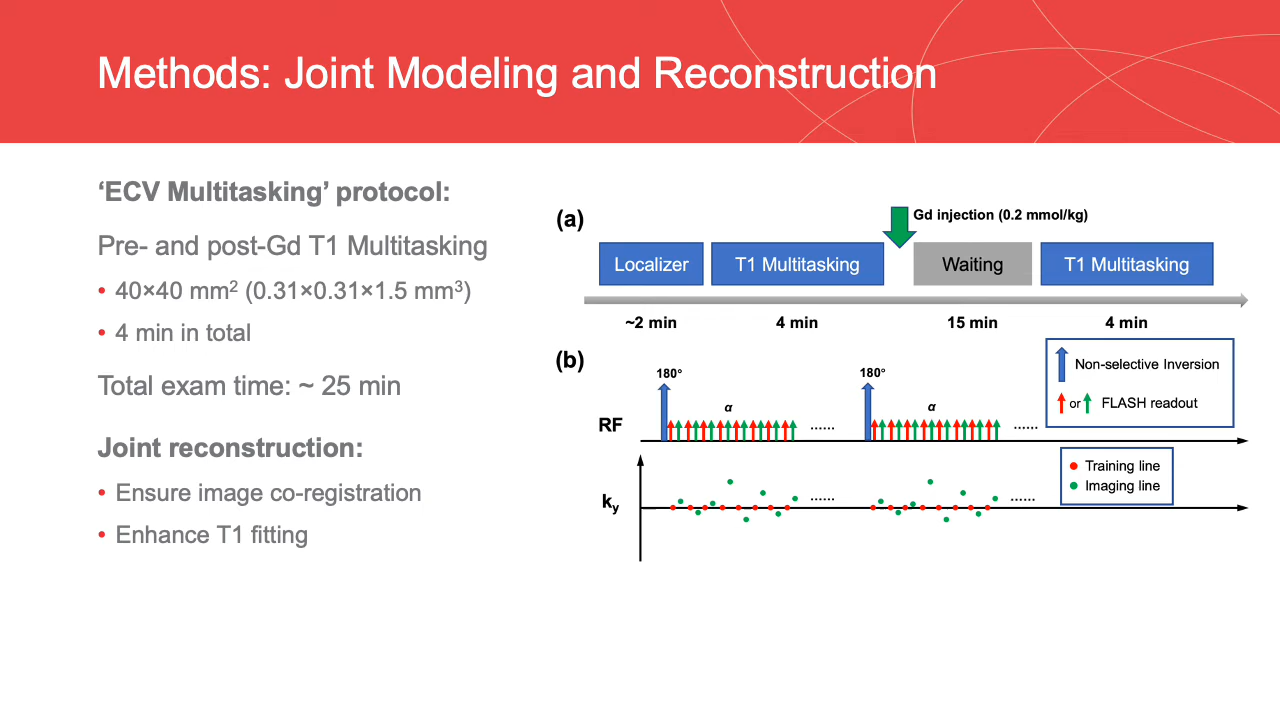 Methods: Joint Modeling and Reconstruction
‘ECV Multitasking’ protocol:
Pre- and post-Gd T1 Multitasking
• 40×40 mm² (0.31×0.31×1.5 mm³)
• 4 min in total
Total exam time: ~ 25 min
Joint reconstruction:
• Ensure image co-registration
• Enhance T1 fitting
(a)
Gd injection (0.2 mmol/kg)
Localizer
T1 Multitasking
Waiting
T1 Multitasking
~2 min
4 min
15 min
4 min
(b)
180°
180°
Non-selective Inversion
or
FLASH readout
α
α
RF
......
......
Training line
Imaging line
ky
......
......